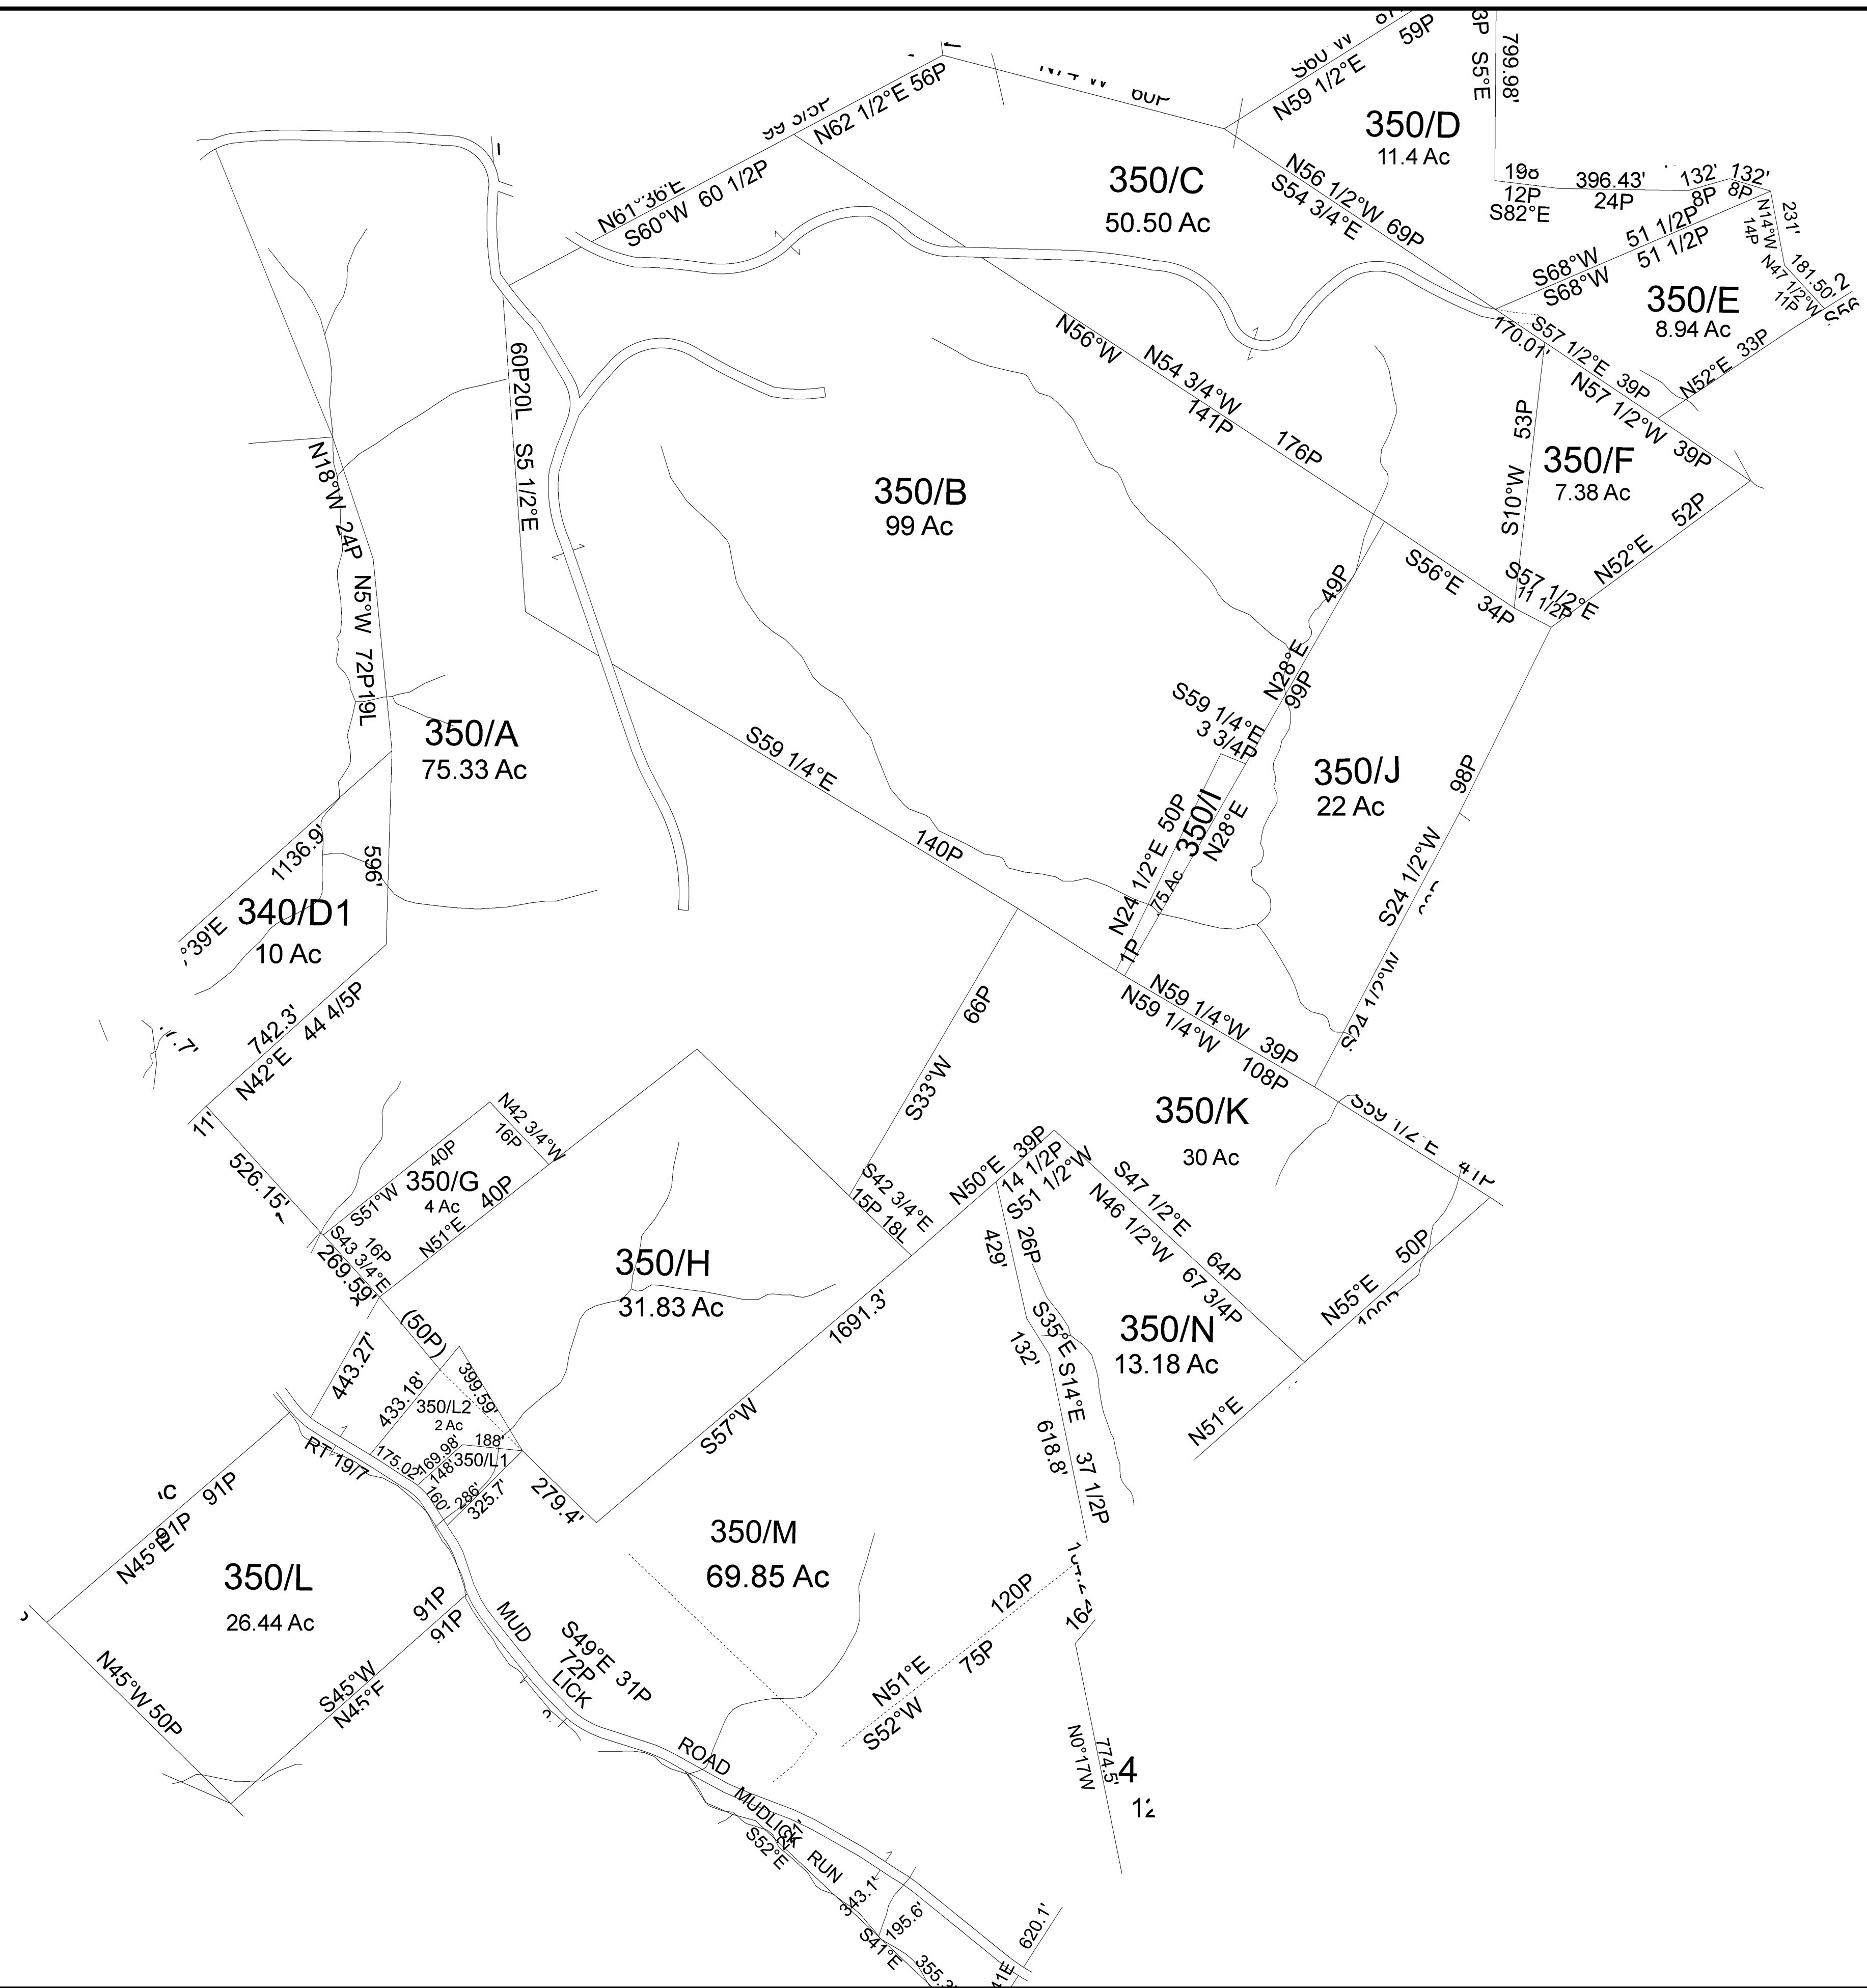 59P
S5°E
799.98'
N59 1/2°E
350/D
11.4 Ac
N62 1/2°E 56P
60P
350/C
50.50 Ac
N56 1/2°W 69P
S54 3/4°E
12P
S82°E
396.43'
24P
132'
8P
132'
8P
231'
N14°W
14P
N47 1/2°W
11P
181.50'
51 1/2P
51 1/2P
S68°W
S68°W
350/E
8.94 Ac
N61°36'E
S60°W 60 1/2P
170.01'
S57 1/2°E 39P
N57 1/2°W 39P
N52°E 33P
53P
S10°W
350/F
7.38 Ac
N52°E 52P
S57 1/2°E
11 1/2P
N56°W
N54 3/4°W
141P
176P
S56°E 34P
60P20L S5 1/2°E
350/B
99 Ac
N18°W 24P
N5°W 72P19L
350/A
75.33 Ac
49P
N28°E
99P
S59 1/4°E
3 3/4P
350/J
22 Ac
98P
S24 1/2°W
S24 1/2°W
N24 1/2°E 50P
350/I
.75 Ac
N28°E
1P
S59 1/4°E
140P
1136.9'
596'
340/D1
10 Ac
742.3'
N42°E 44 4/5P
11'
66P
S33°W
N59 1/4°W 39P
N59 1/4°W 108P
350/K
30 Ac
526.15'
N42 3/4°W
16P
40P
350/G
4 Ac
S51°W
N51°E 40P
S43 3/4°E
16P
269.59'
S42 3/4°E
15P 18L
N50°E 39P
14 1/2P
S51 1/2°W
S47 1/2°E 64P
N46 1/2°W 67 3/4P
N55°E 50P
350/H
31.83 Ac
1691.3'
S57°W
429'
26P
S35°E
132'
S14°E 37 1/2P
618.8'
350/N
13.18 Ac
N51°E
(50P)
443.27'
433.18'
399.59'
350/L2
2 Ac
188'
175.02'
169.98'
148'
350/L1
160'
286'
325.7'
279.4'
RT 19/7
91P
91P
N45°E
350/L
26.44 Ac
91P
91P
S45°W
N45°W 50P
350/M
69.85 Ac
MUD
LICK
ROAD
S49°E 31P
72P
120P
N51°E
75P
S52°W
774.5'
N0°17W
MUDLICK
RUN
S52°E
343.1'
195.6'
S41°E
620.1'